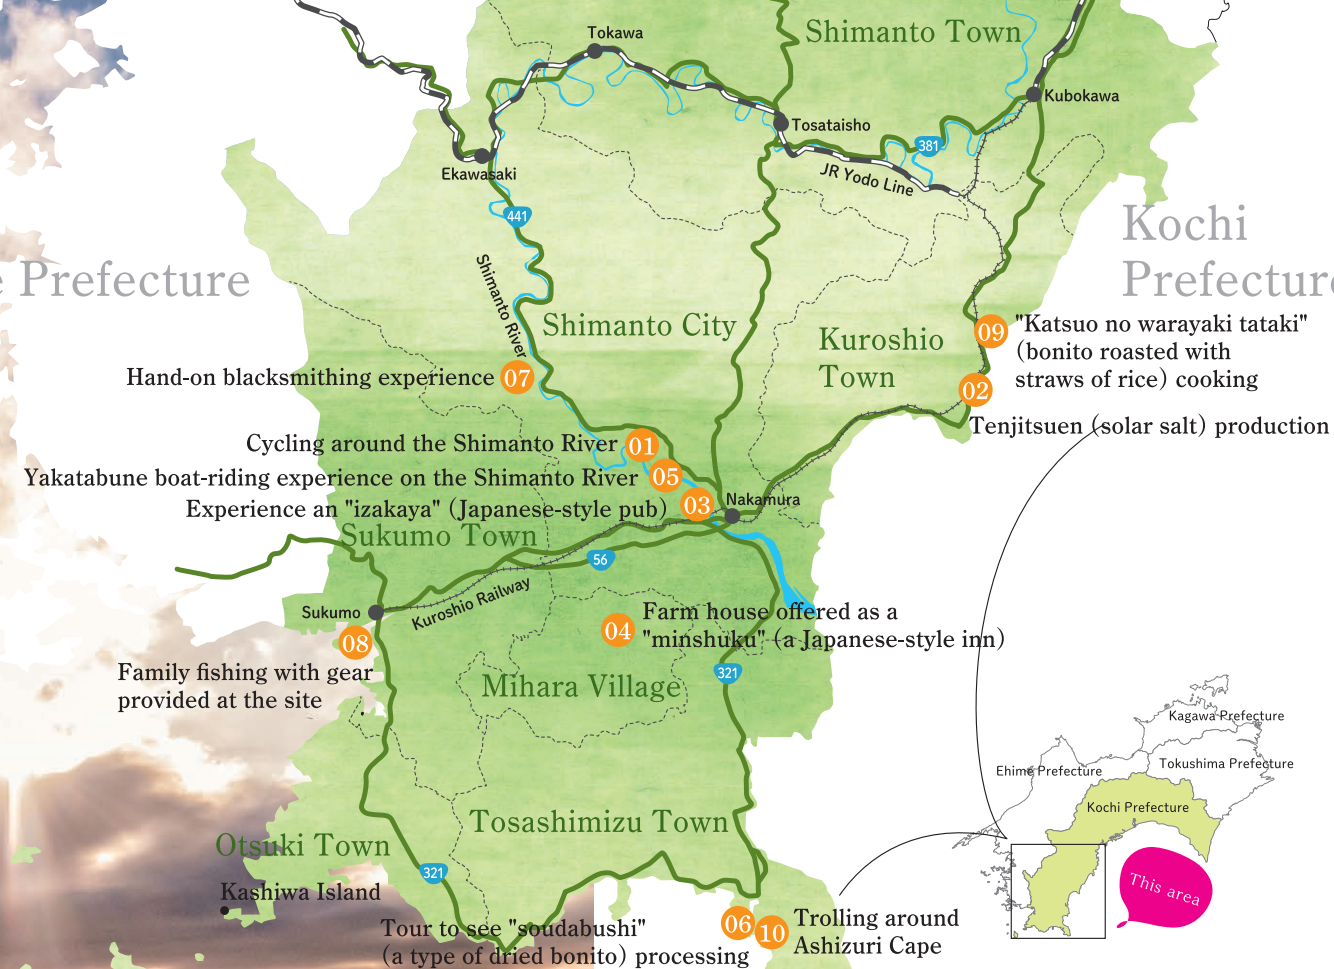 Tokawa
Shimanto Town
Kubokawa
Tosataisho
381
JR Yodo Line
Ekawasaki
441
Kochi
Prefecture
e Prefecture
Shimanto River
Shimanto City
Kuroshio
Town
09 "Katsuo no warayaki tataki"
(bonito roasted with
straws of rice) cooking
Hand-on blacksmithing experience 07
02
Tenjitsuen (solar salt) production
Cycling around the Shimanto River 01
Yakatabune boat-riding experience on the Shimanto River 05
Experience an "izakaya" (Japanese-style pub) 03
Nakamura
Sukumo Town
56
Kuroshio Railway
Sukumo
08
Family fishing with gear
provided at the site
04 Farm house offered as a
"minshuku" (a Japanese-style inn)
321
Mihara Village
Kagawa Prefecture
Tokushima Prefecture
Ehime Prefecture
Kochi Prefecture
This area
Tosashimizu Town
Otsuki Town
321
Kashiwa Island
Tour to see "soudabushi"
(a type of dried bonito) processing
06
10 Trolling around
Ashizuri Cape